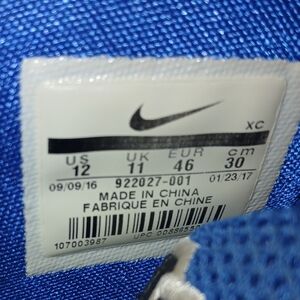 XC
US UK EUR cm
12 11 46 30
09/09/16 922027-001 01/23/17
MADE IN CHINA
FABRIQUE EN CHINE
107003987 UPC